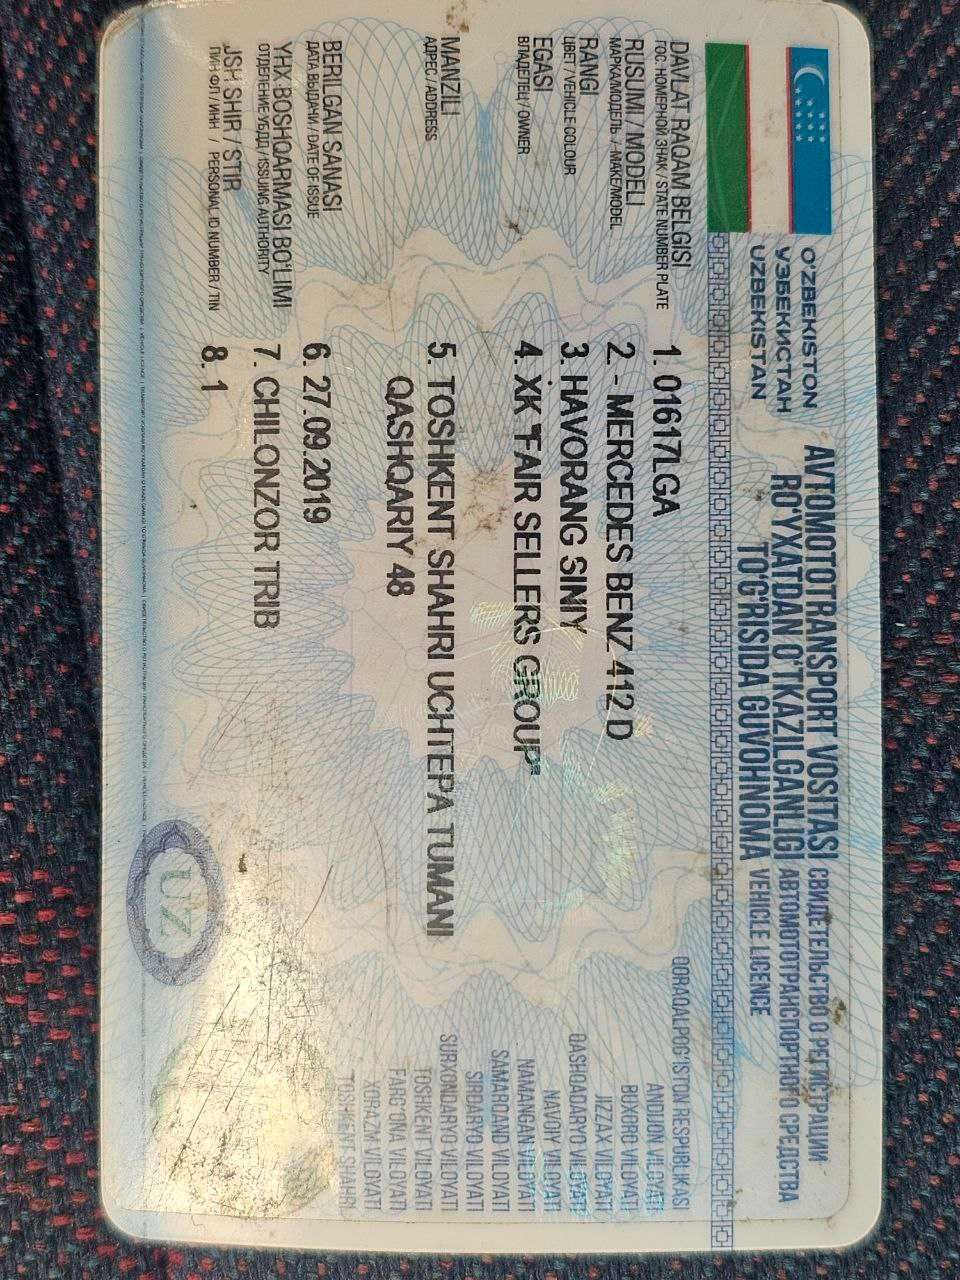 O'ZBEKISTON
УЗБЕКИСТАН
UZBEKISTAN
AVTOMOTOTRANSPORT VOSITASI
RO'YXATDAN O'TKAZILGANLIGI
TO'G'RISIDA GUVOHNOMA
СВИДЕТЕЛЬСТВО О РЕГИСТРАЦИИ
АВТОМОТОТРАНСПОРТНОГО СРЕДСТВА
VEHICLE LICENCE
DAVLAT RAQAM BELGISI
ГОС. НОМЕРНОЙ ЗНАК / STATE NUMBER PLATE
1. 01617LGA
RUSUMI / MODELI
МАРКА/МОДЕЛЬ / MAKE/MODEL
2. - MERCEDES BENZ 412 D
RANGI
ЦВЕТ / VEHICLE COLOUR
3. HAVORANG SINIY
EGASI
ВЛАДЕЛЕЦ / OWNER
4. XK "FAIR SELLERS GROUP"
MANZILI
АДРЕС / ADDRESS
5. TOSHKENT SHAHRI UCHTEPA TUMANI
QASHQARIY 48
BERILGAN SANASI
ДАТА ВЫДАЧИ / DATE OF ISSUE
6. 27.09.2019
YHX BOSHQARMASI BO'LIMI
ОТДЕЛЕНИЕ УБДД / ISSUING AUTHORITY
7. CHILONZOR TRIB
JSH SHIR / STIR
ПИН ФЛ / ИНН / PERSONAL ID NUMBER / TIN
8. 1
QORAQALPOG'ISTON RESPUBLIKASI
ANDIJON VILOYATI
BUXORO VILOYATI
JIZZAX VILOYATI
QASHQADARYO VILOYATI
NAVOIY VILOYATI
NAMANGAN VILOYATI
SAMARQAND VILOYATI
SIRDARYO VILOYATI
SURXONDARYO VILOYATI
TOSHKENT VILOYATI
FARG'ONA VILOYATI
XORAZM VILOYATI
TOSHKENT SHAHRI
UZ